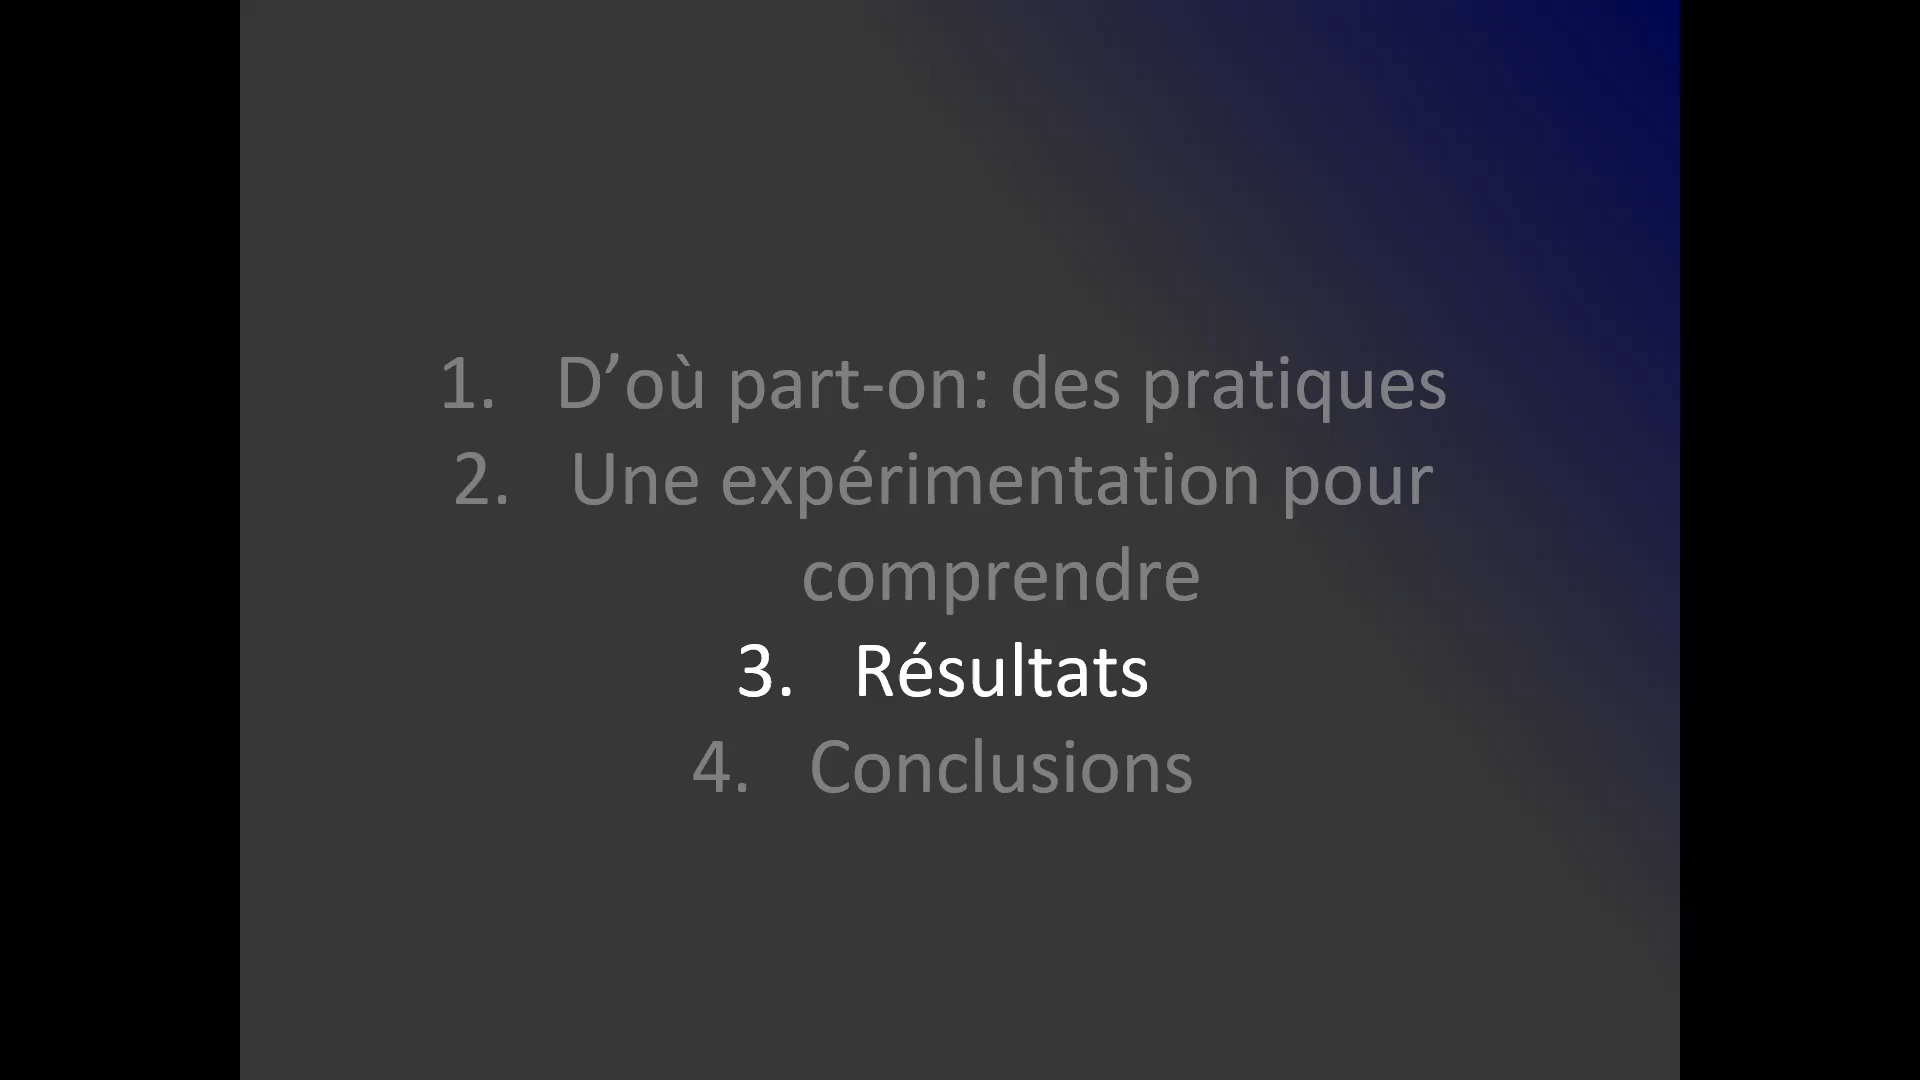 1. D’où part-on: des pratiques
2. Une expérimentation pour
comprendre
3. Résultats
4. Conclusions